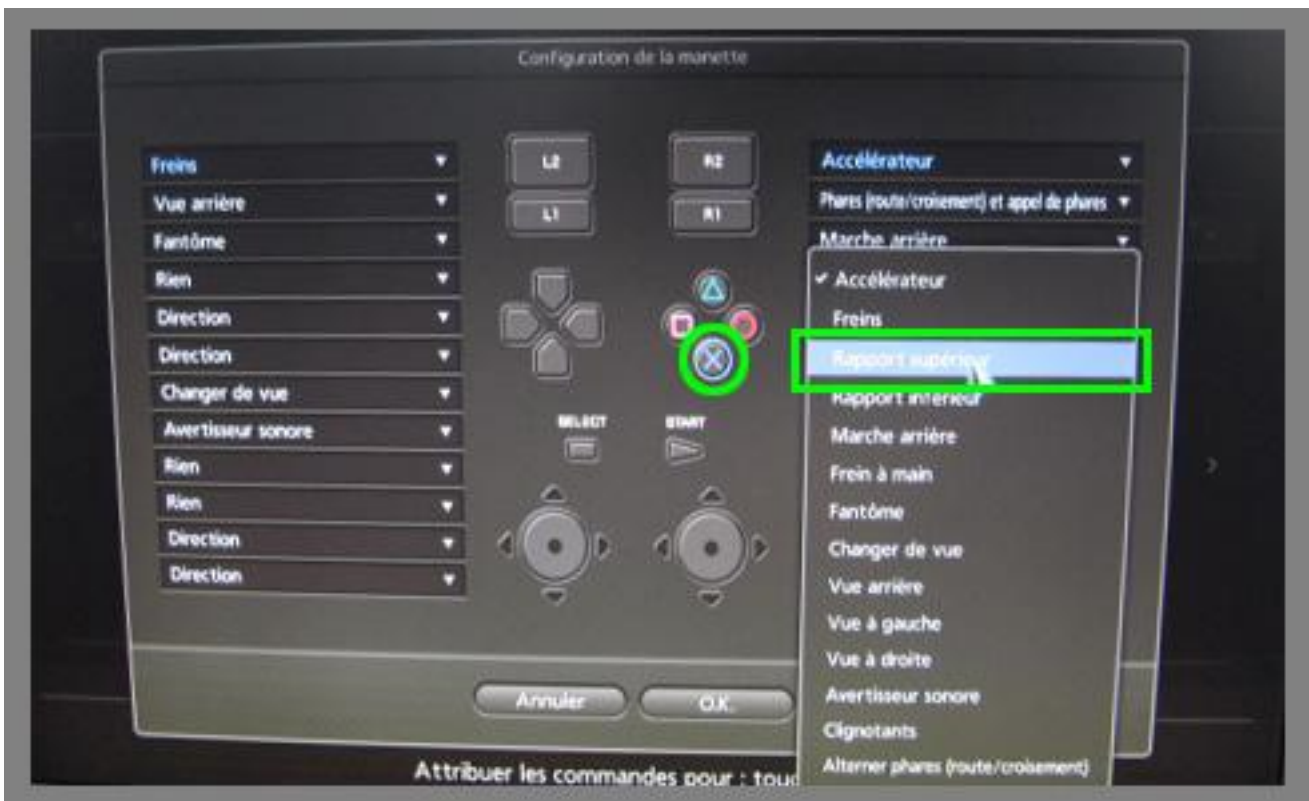 Configuration de la manette
Freins
L2
R2
Accélérateur
Vue arrière
L1
R1
Phares (route/croisement) et appel de phares
Fantôme
Marche arrière
Rien
Accélérateur
Direction
Freins
Direction
Rapport supérieur
Changer de vue
Rapport inférieur
Avertisseur sonore
SELECT
START
Marche arrière
Rien
Frein à main
Rien
Fantôme
Direction
Changer de vue
Direction
Vue arrière
Vue à gauche
Vue à droite
Annuler
O.K.
Avertisseur sonore
Clignotants
Attribuer les commandes pour : touc
Alterner phares (route/croisement)